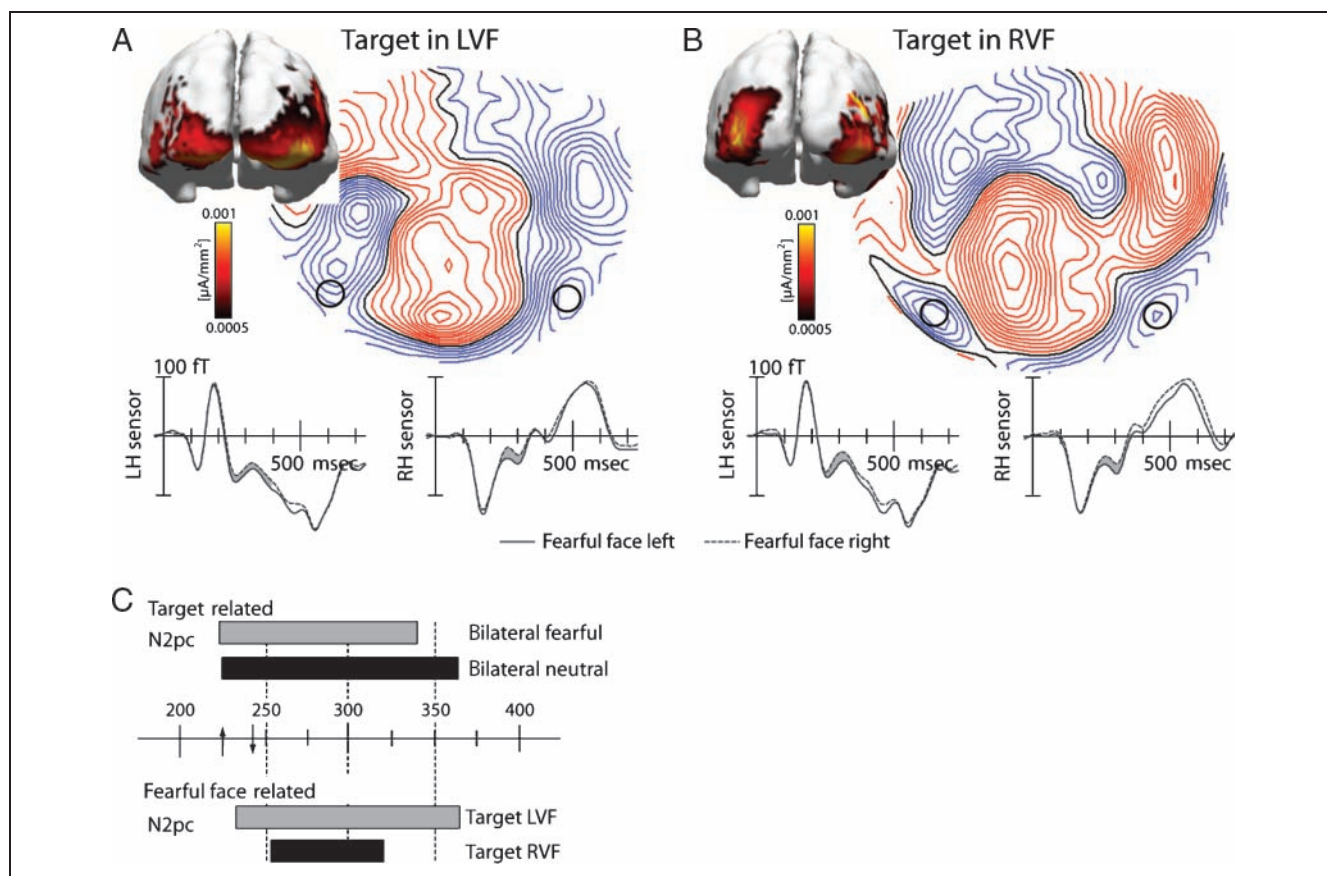 A Target in LVF
B Target in RVF
0.001
[µA/mm²]
0.0005
0.001
[µA/mm²]
0.0005
100 fT
LH sensor
500 msec
RH sensor
500 msec
100 fT
LH sensor
500 msec
RH sensor
500 msec
Fearful face left
Fearful face right
C
Target related
N2pc
Bilateral fearful
Bilateral neutral
200 250 300 350 400
Fearful face related
N2pc
Target LVF
Target RVF